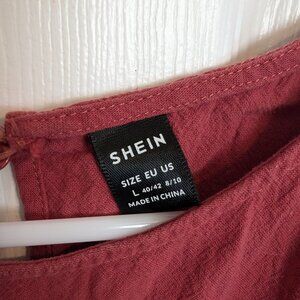 SHEIN
SIZE EU US
L 40/42 8/10
MADE IN CHINA